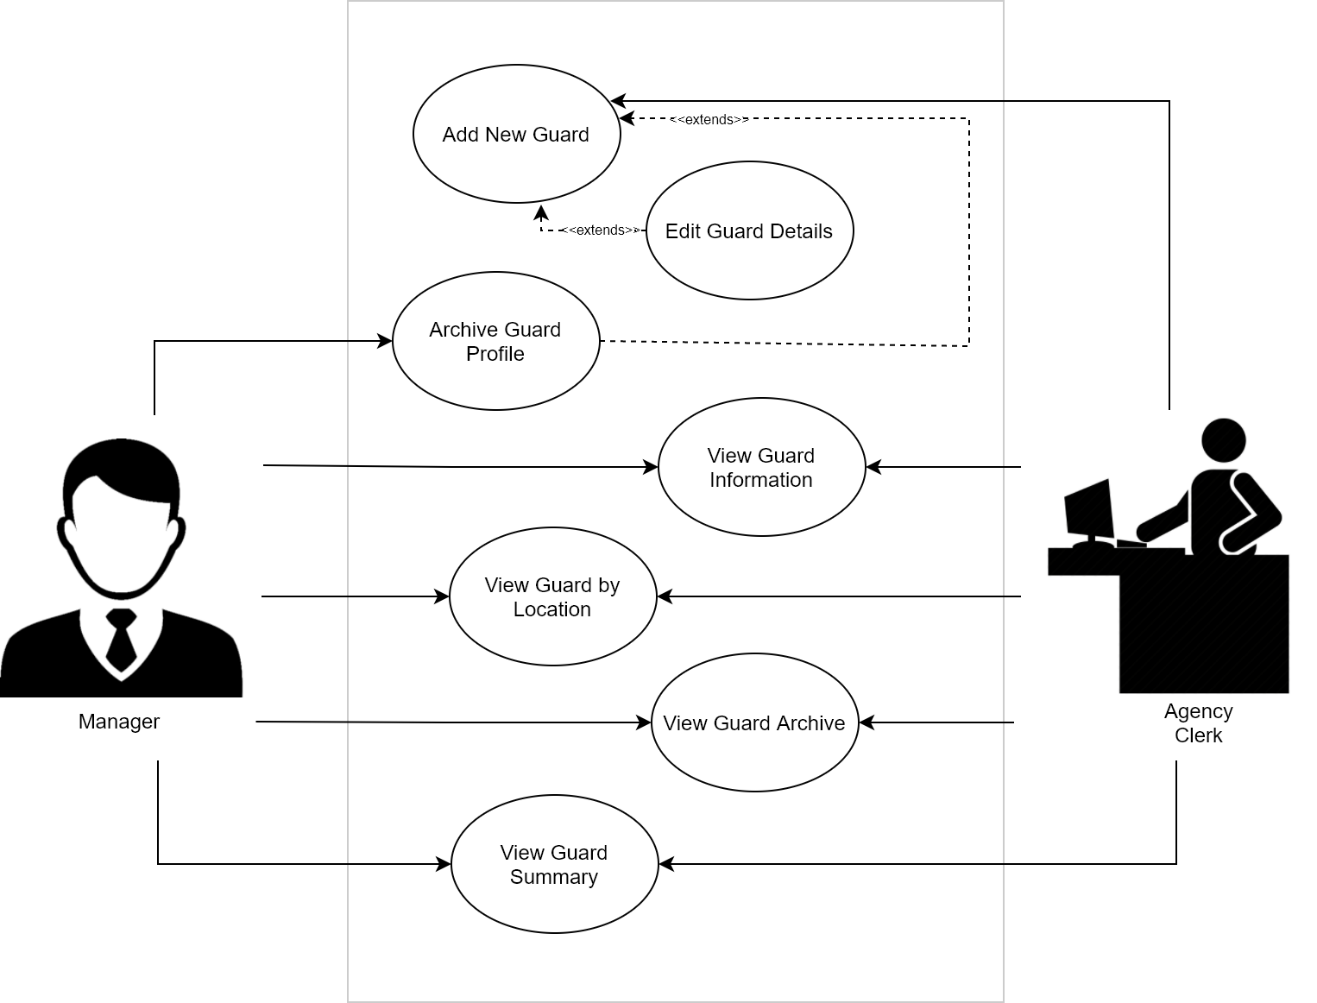 Add New Guard
<<extends>>
Edit Guard Details
<<extends>>
Archive Guard
Profile
View Guard
Information
View Guard by
Location
Manager
Agency
Clerk
View Guard Archive
View Guard
Summary